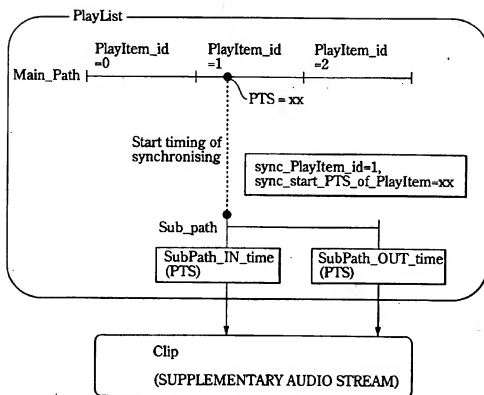 PlayList
PlayItem_id
=0
PlayItem_id
=1
PlayItem_id
=2
Main_Path
PTS = xx
Start timing of
synchronising
sync_PlayItem_id=1,
sync_start_PTS_of_PlayItem=xx
Sub_path
SubPath_IN_time
(PTS)
SubPath_OUT_time
(PTS)
Clip
(SUPPLEMENTARY AUDIO STREAM)